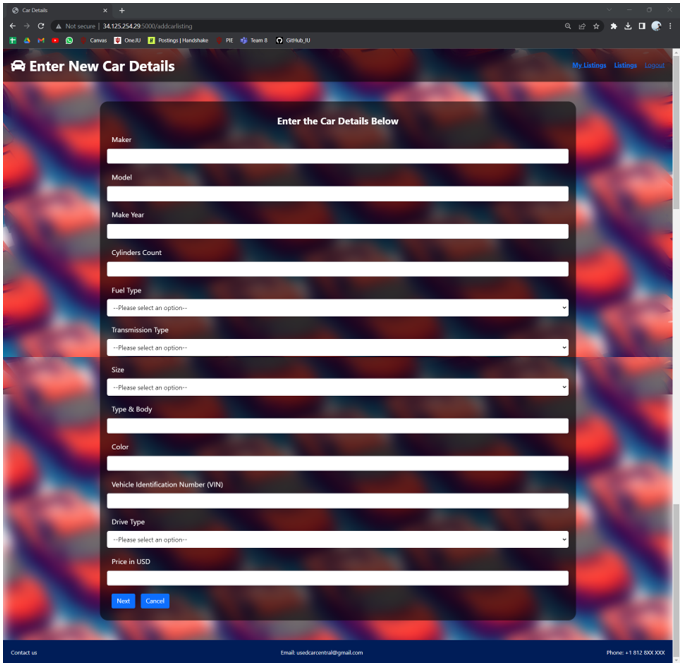 Car Details
Not secure | 34.125.254.29:5000/addcarlisting
Canvas One.IU Postings | Handshake PIE Team 8 GitHub_IU
Enter New Car Details
My Listings Listings Logout
Enter the Car Details Below
Maker
Model
Make Year
Cylinders Count
Fuel Type
--Please select an option--
Transmission Type
--Please select an option--
Size
--Please select an option--
Type & Body
Color
Vehicle Identification Number (VIN)
Drive Type
--Please select an option--
Price in USD
Next Cancel
Contact us Email: usedcarcentral@gmail.com Phone: +1 812 8XX XXX